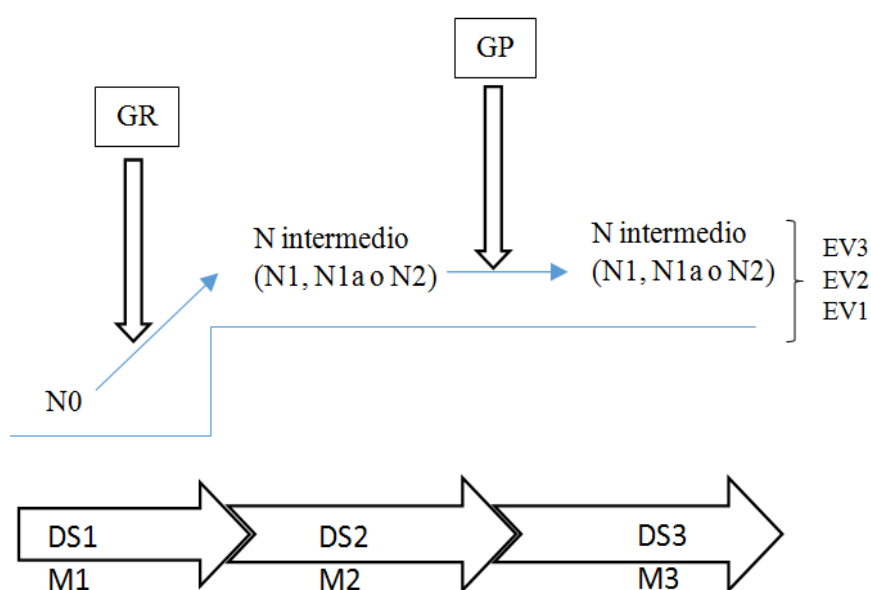 GP
GR
N intermedio
(N1, N1a o N2)
N intermedio
(N1, N1a o N2)
EV3
EV2
EV1
N0
DS1
M1
DS2
M2
DS3
M3